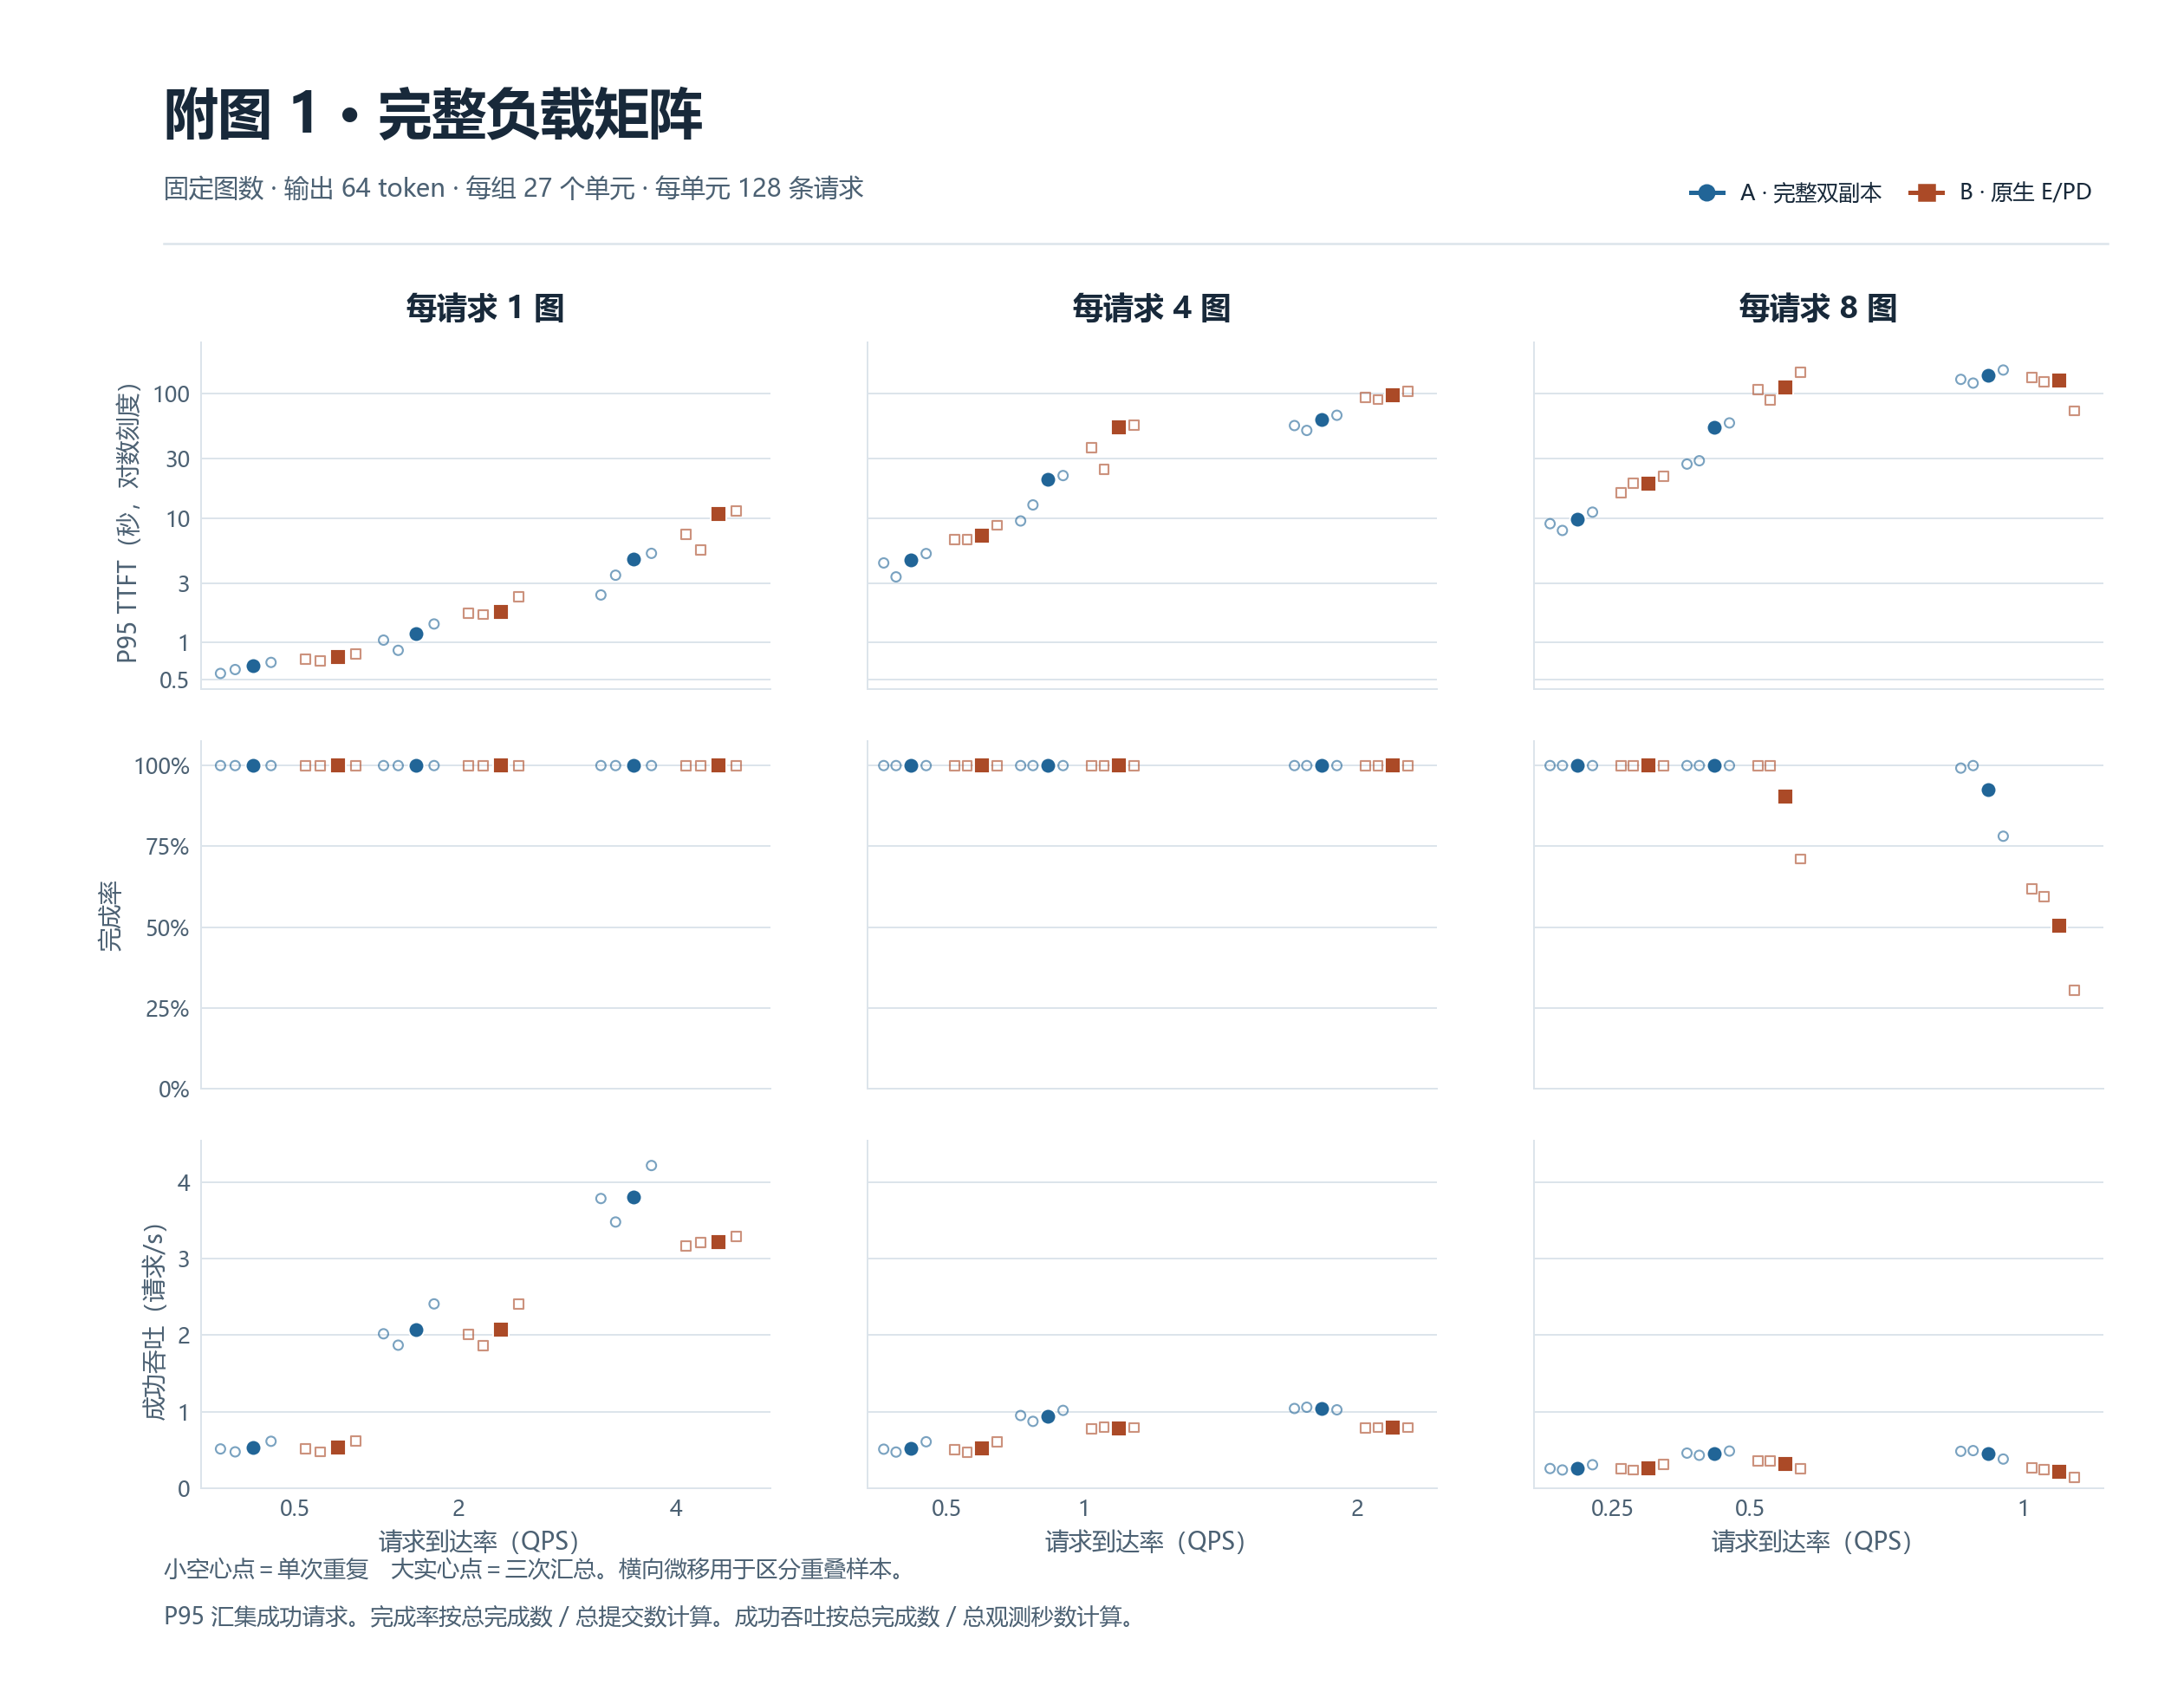 附图 1 · 完整负载矩阵
固定图数 · 输出 64 token · 每组 27 个单元 · 每单元 128 条请求
A · 完整双副本
B · 原生 E/PD
每请求 1 图
每请求 4 图
每请求 8 图
P95 TTFT（秒，对数刻度）
100
30
10
3
1
0.5
完成率
100%
75%
50%
25%
0%
成功吞吐（请求/s）
4
3
2
1
0
0.5 2 4
0.5 1 2
0.25 0.5 1
请求到达率（QPS）
请求到达率（QPS）
请求到达率（QPS）
小空心点＝单次重复　大实心点＝三次汇总。横向微移用于区分重叠样本。
P95 汇集成功请求。完成率按总完成数 / 总提交数计算。成功吞吐按总完成数 / 总观测秒数计算。